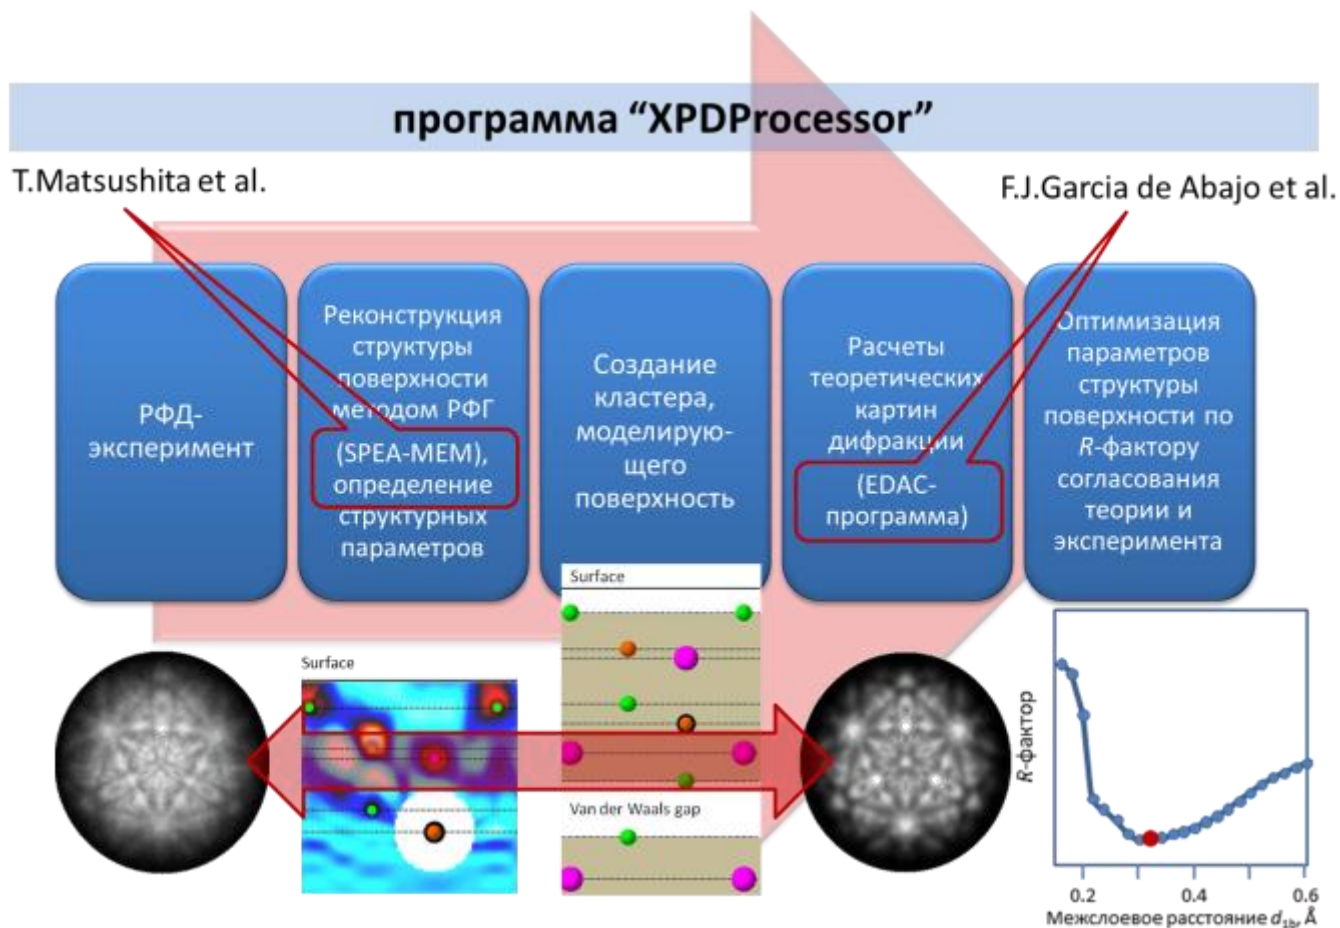 программа “XPDProcessor”
T.Matsushita et al.
F.J.Garcia de Abajo et al.
РФД-
эксперимент
Реконструкция
структуры
поверхности
методом РФГ
(SPEA-MEM),
определение
структурных
параметров
Создание
кластера,
моделирую-
щего
поверхность
Расчеты
теоретических
картин
дифракции
(EDAC-
программа)
Оптимизация
параметров
структуры
поверхности по
R-фактору
согласования
теории и
эксперимента
Surface
Surface
Van der Waals gap
R-фактор
0.2
0.4
0.6
Межслоевое расстояние d1br Å